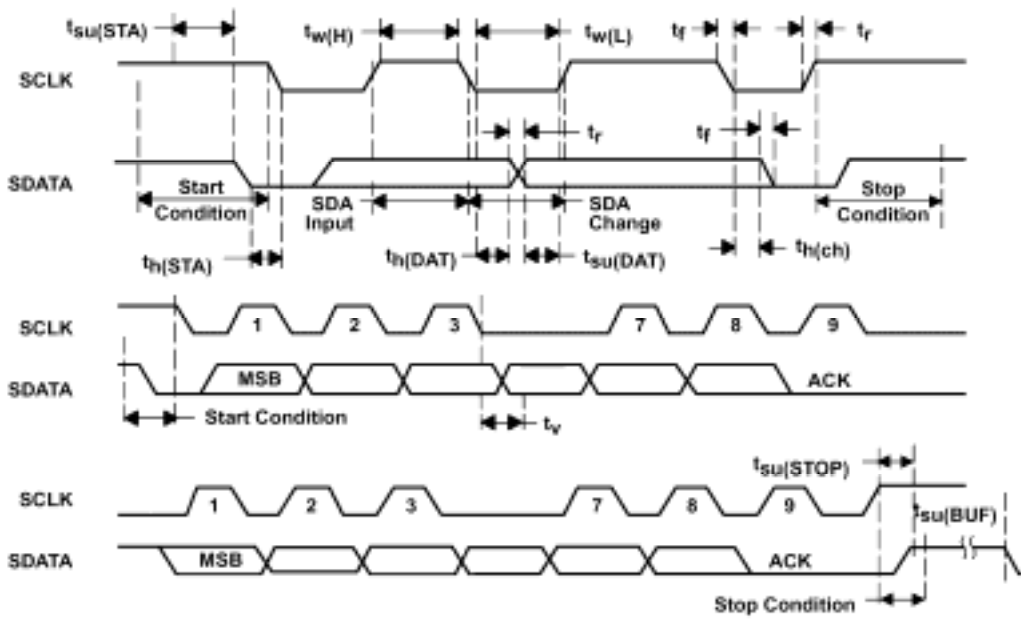 tsu(STA)
tw(H)
tw(L)
tf
tr
SCLK
tr
tf
SDATA
Start
Condition
SDA
Input
SDA
Change
Stop
Condition
th(STA)
th(DAT)
tsu(DAT)
th(ch)
SCLK
1
2
3
7
8
9
SDATA
MSB
ACK
Start Condition
tv
tsu(STOP)
SCLK
1
2
3
7
8
9
tsu(BUF)
SDATA
MSB
ACK
Stop Condition